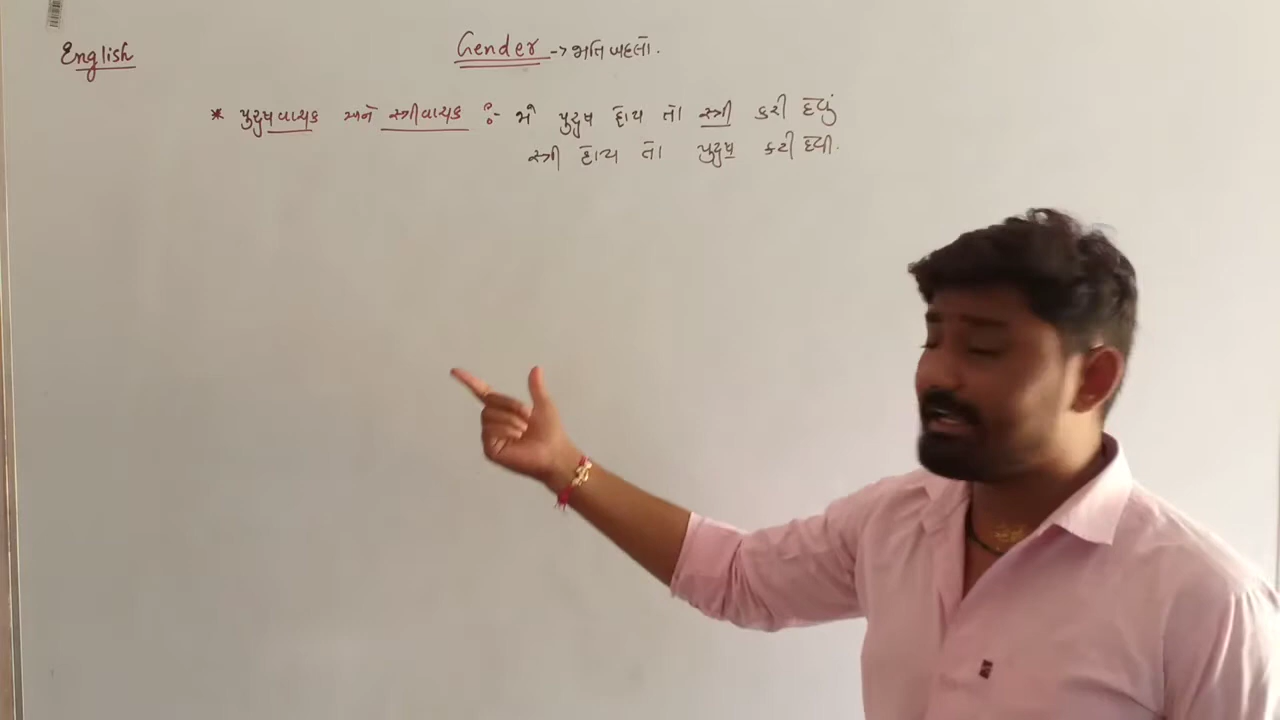 English
Gender -> જાતિ બદલો.
* પુરુષવાચક અને સ્ત્રીવાચક :- જો પુરુષ હોય તો સ્ત્રી કરી દેવું
સ્ત્રી હોય તો પુરુષ કરી દેવી.